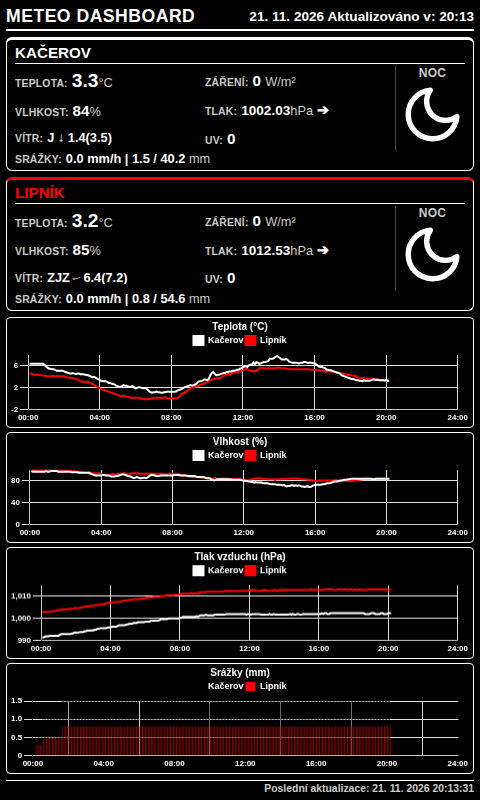 METEO DASHBOARD 21. 11. 2026 Aktualizováno v: 20:13
KAČEROV
TEPLOTA: 3.3°C ZÁŘENÍ: 0 W/m² NOC
VLHKOST: 84% TLAK: 1002.03hPa ➔
VÍTR: J ↓ 1.4(3.5) UV: 0
SRÁŽKY: 0.0 mm/h | 1.5 / 40.2 mm
LIPNÍK
TEPLOTA: 3.2°C ZÁŘENÍ: 0 W/m² NOC
VLHKOST: 85% TLAK: 1012.53hPa ➔
VÍTR: ZJZ ← 6.4(7.2) UV: 0
SRÁŽKY: 0.0 mm/h | 0.8 / 54.6 mm
Teplota (°C)
Kačerov Lipník
6
2
-2
00:00 04:00 08:00 12:00 16:00 20:00 24:00
Vlhkost (%)
Kačerov Lipník
80
40
0
00:00 04:00 08:00 12:00 16:00 20:00 24:00
Tlak vzduchu (hPa)
Kačerov Lipník
1,010
1,000
990
00:00 04:00 08:00 12:00 16:00 20:00 24:00
Srážky (mm)
Kačerov Lipník
1.5
1.0
0.5
0
00:00 04:00 08:00 12:00 16:00 20:00 24:00
Poslední aktualizace: 21. 11. 2026 20:13:31